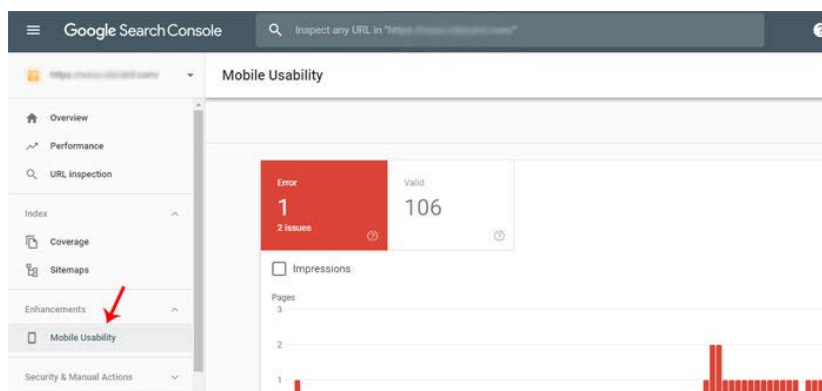 Google Search Console
Inspect any URL in "
Mobile Usability
Overview
Performance
URL inspection
Index
Coverage
Sitemaps
Enhancements
Mobile Usability
Security & Manual Actions
Error
1
2 issues
Valid
106
Impressions
Pages
3
2
1